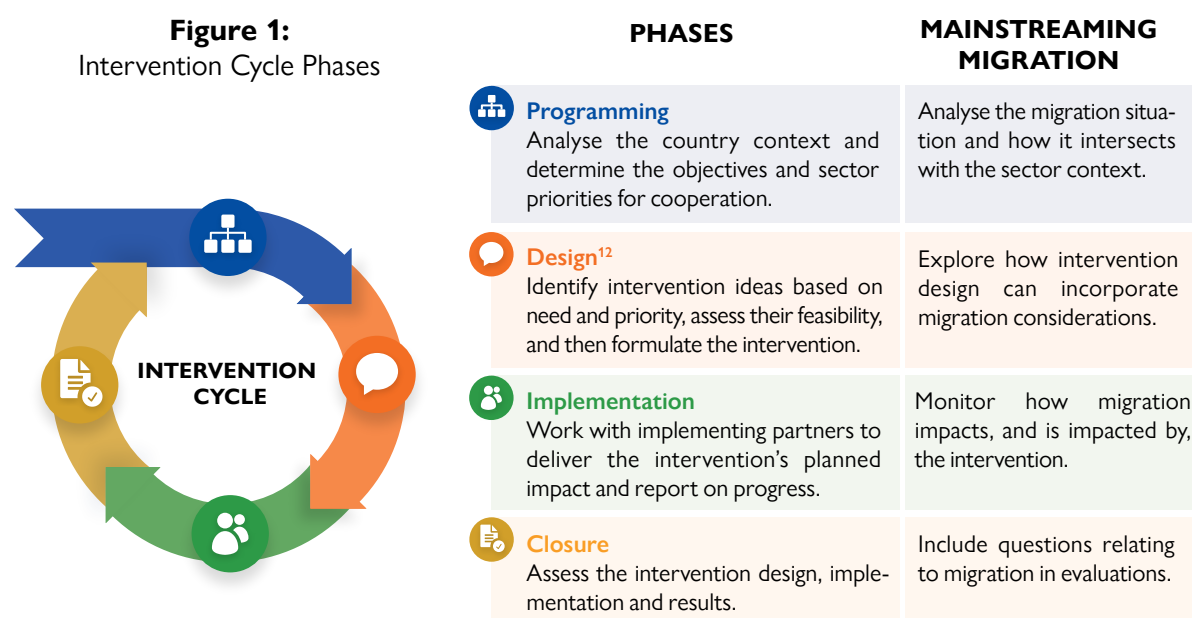 Figure 1:
Intervention Cycle Phases
INTERVENTION
CYCLE
PHASES
MAINSTREAMING
MIGRATION
Programming
Analyse the country context and
determine the objectives and sector
priorities for cooperation.
Analyse the migration situa-
tion and how it intersects
with the sector context.
Design¹²
Identify intervention ideas based on
need and priority, assess their feasibility,
and then formulate the intervention.
Explore how intervention
design can incorporate
migration considerations.
Implementation
Work with implementing partners to
deliver the intervention’s planned
impact and report on progress.
Monitor how migration
impacts, and is impacted by,
the intervention.
Closure
Assess the intervention design, imple-
mentation and results.
Include questions relating
to migration in evaluations.